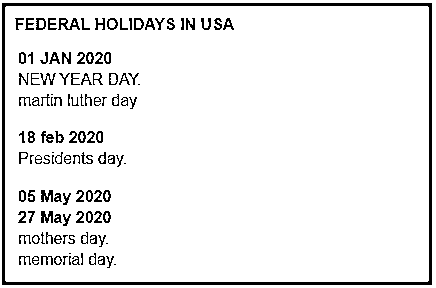 FEDERAL HOLIDAYS IN USA
01 JAN 2020
NEW YEAR DAY.
martin luther day
18 feb 2020
Presidents day.
05 May 2020
27 May 2020
mothers day.
memorial day.